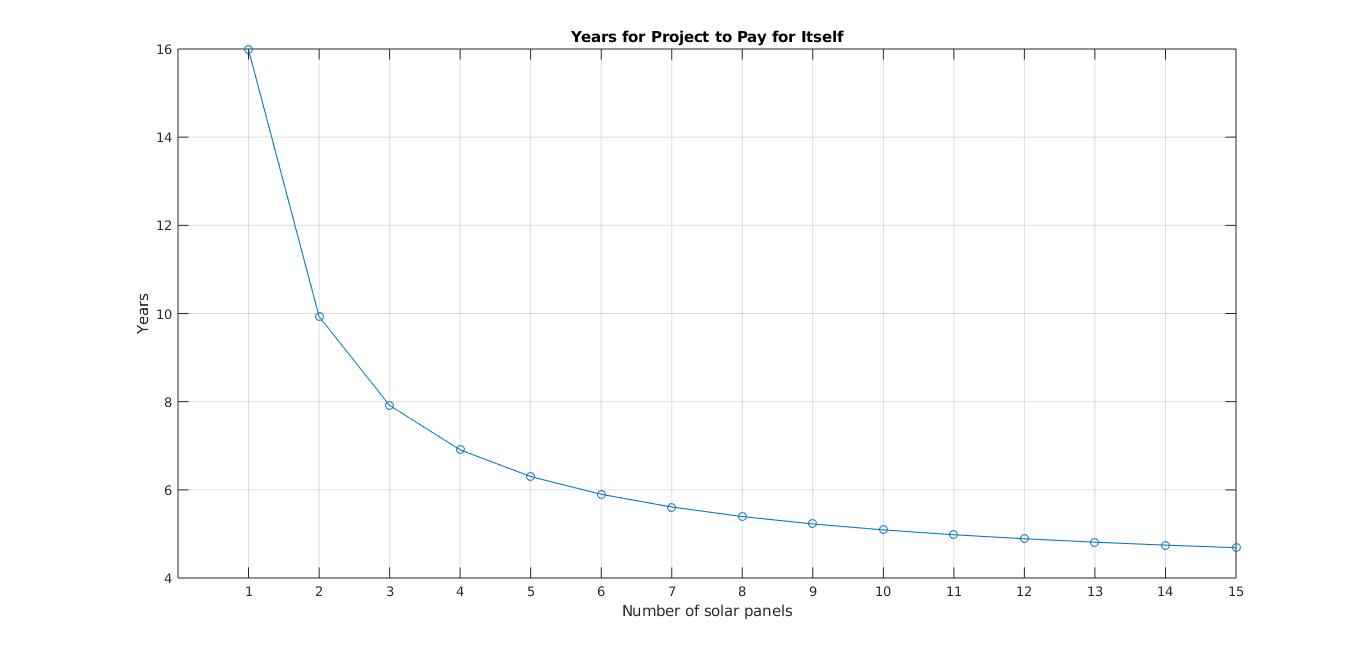 Years for Project to Pay for Itself
16
14
12
10
8
6
4
Years
1 2 3 4 5 6 7 8 9 10 11 12 13 14 15
Number of solar panels